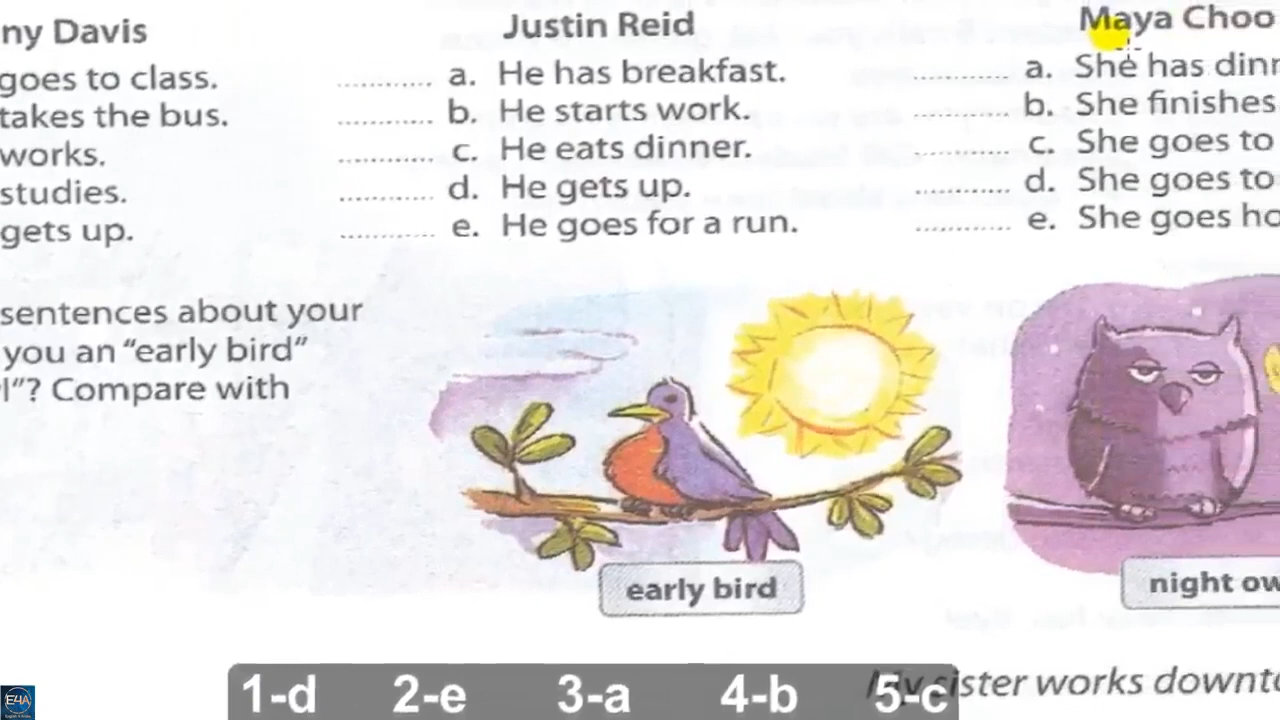 ny Davis
goes to class.
takes the bus.
works.
studies.
gets up.
Justin Reid
a. He has breakfast.
b. He starts work.
c. He eats dinner.
d. He gets up.
e. He goes for a run.
Maya Choo
a. She has dinn
b. She finishes
c. She goes to
d. She goes to
e. She goes ho
sentences about your
you an "early bird"
l"? Compare with
early bird
night ow
1-d 2-e 3-a 4-b 5-c
My sister works downto
E4A